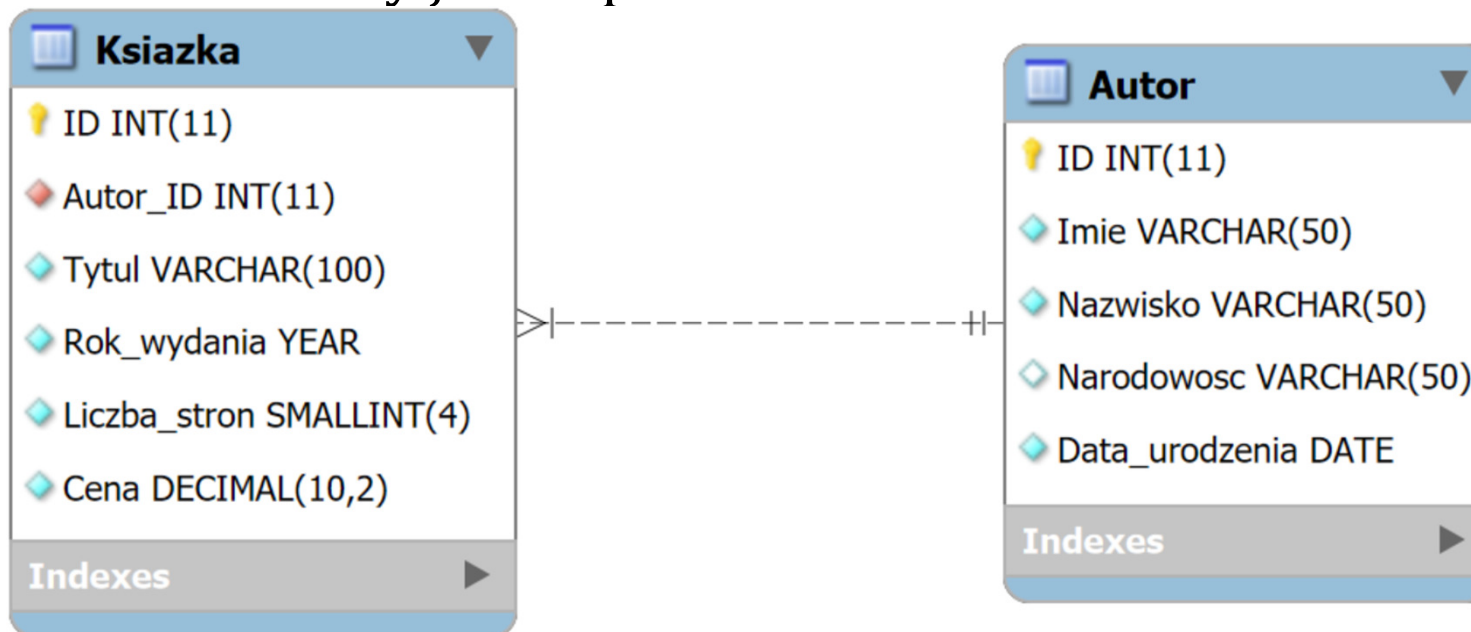 Ksiazka
ID INT(11)
Autor_ID INT(11)
Tytul VARCHAR(100)
Rok_wydania YEAR
Liczba_stron SMALLINT(4)
Cena DECIMAL(10,2)
Indexes
Autor
ID INT(11)
Imie VARCHAR(50)
Nazwisko VARCHAR(50)
Narodowosc VARCHAR(50)
Data_urodzenia DATE
Indexes